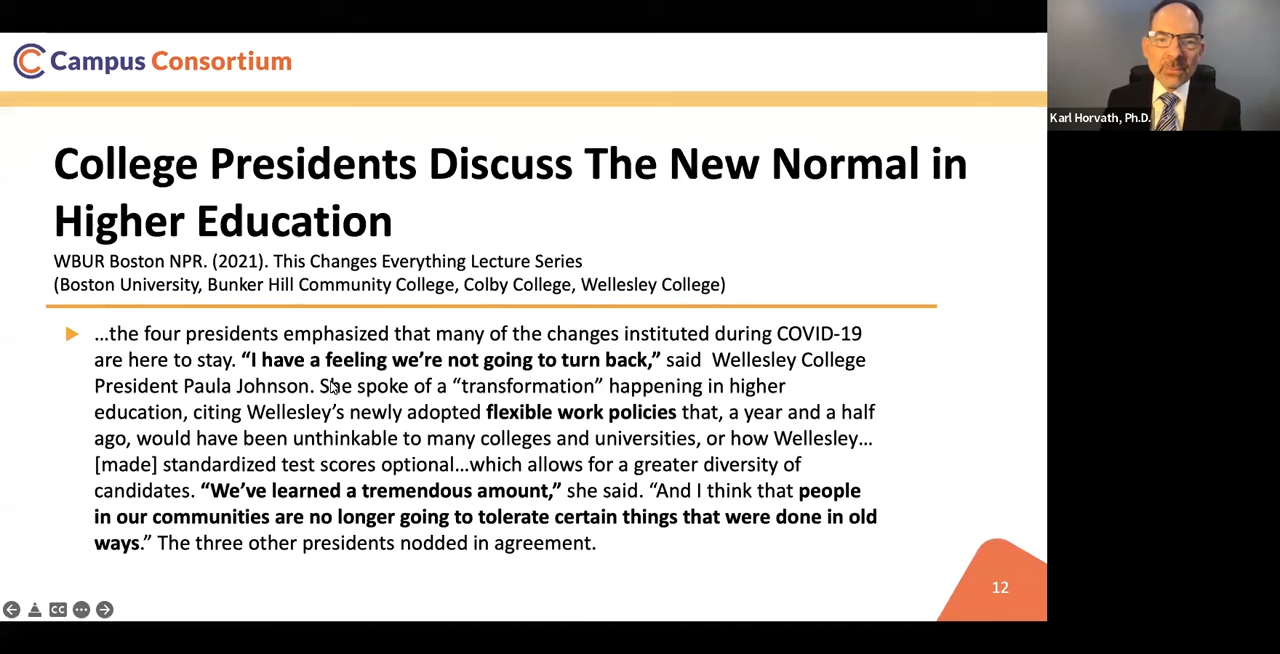 Campus Consortium
Karl Horvath, Ph.D.
College Presidents Discuss The New Normal in
Higher Education
WBUR Boston NPR. (2021). This Changes Everything Lecture Series
(Boston University, Bunker Hill Community College, Colby College, Wellesley College)
…the four presidents emphasized that many of the changes instituted during COVID-19
are here to stay. “I have a feeling we’re not going to turn back,” said Wellesley College
President Paula Johnson. She spoke of a “transformation” happening in higher
education, citing Wellesley’s newly adopted flexible work policies that, a year and a half
ago, would have been unthinkable to many colleges and universities, or how Wellesley…
[made] standardized test scores optional…which allows for a greater diversity of
candidates. “We’ve learned a tremendous amount,” she said. “And I think that people
in our communities are no longer going to tolerate certain things that were done in old
ways.” The three other presidents nodded in agreement.
12
CC